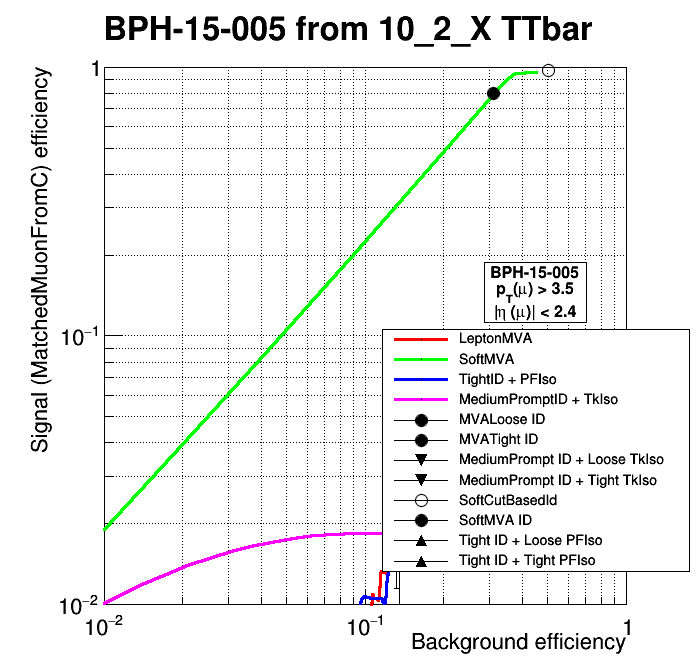 BPH-15-005 from 10_2_X TTbar
Signal (MatchedMuonFromC) efficiency
1
10⁻¹
10⁻²
BPH-15-005
p_T(μ) > 3.5
|η (μ)| < 2.4
LeptonMVA
SoftMVA
TightID + PFIso
MediumPromptID + TkIso
MVALoose ID
MVATight ID
MediumPrompt ID + Loose TkIso
MediumPrompt ID + Tight TkIso
SoftCutBasedId
SoftMVA ID
Tight ID + Loose PFIso
Tight ID + Tight PFIso
10⁻² 10⁻¹ 1
Background efficiency